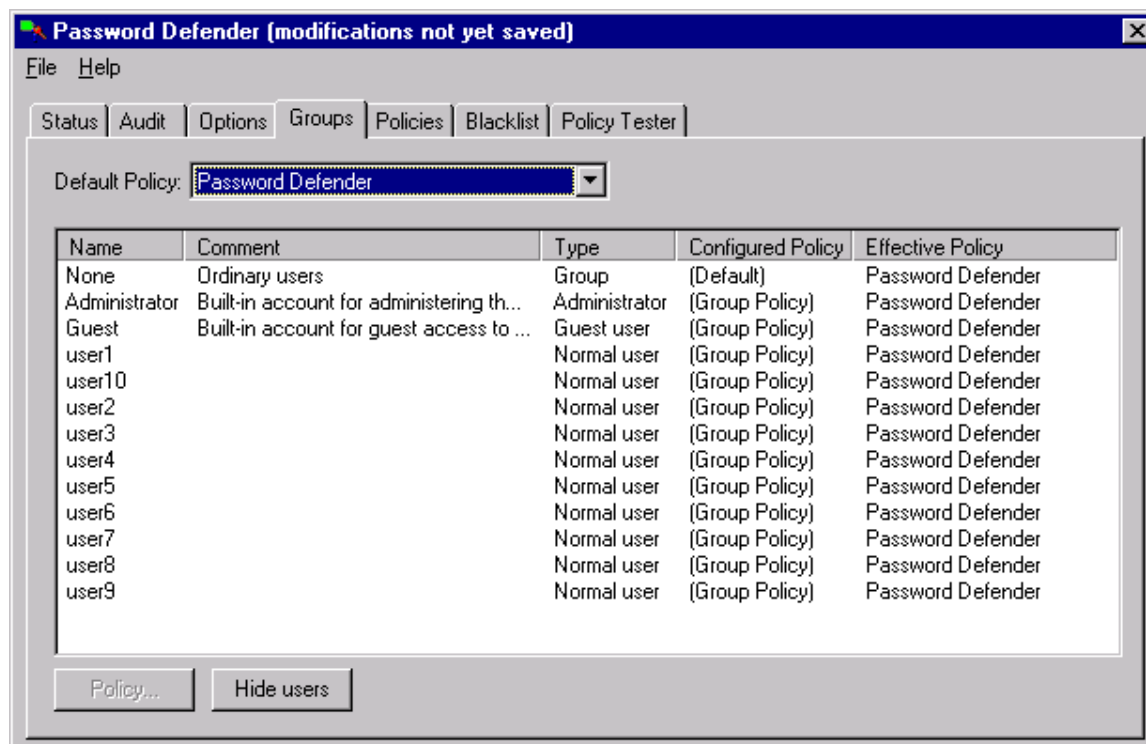 Password Defender (modifications not yet saved)
File Help
Status Audit Options Groups Policies Blacklist Policy Tester
Default Policy: Password Defender
Name Comment Type Configured Policy Effective Policy
None Ordinary users Group (Default) Password Defender
Administrator Built-in account for administering th... Administrator (Group Policy) Password Defender
Guest Built-in account for guest access to ... Guest user (Group Policy) Password Defender
user1 Normal user (Group Policy) Password Defender
user10 Normal user (Group Policy) Password Defender
user2 Normal user (Group Policy) Password Defender
user3 Normal user (Group Policy) Password Defender
user4 Normal user (Group Policy) Password Defender
user5 Normal user (Group Policy) Password Defender
user6 Normal user (Group Policy) Password Defender
user7 Normal user (Group Policy) Password Defender
user8 Normal user (Group Policy) Password Defender
user9 Normal user (Group Policy) Password Defender
Policy... Hide users